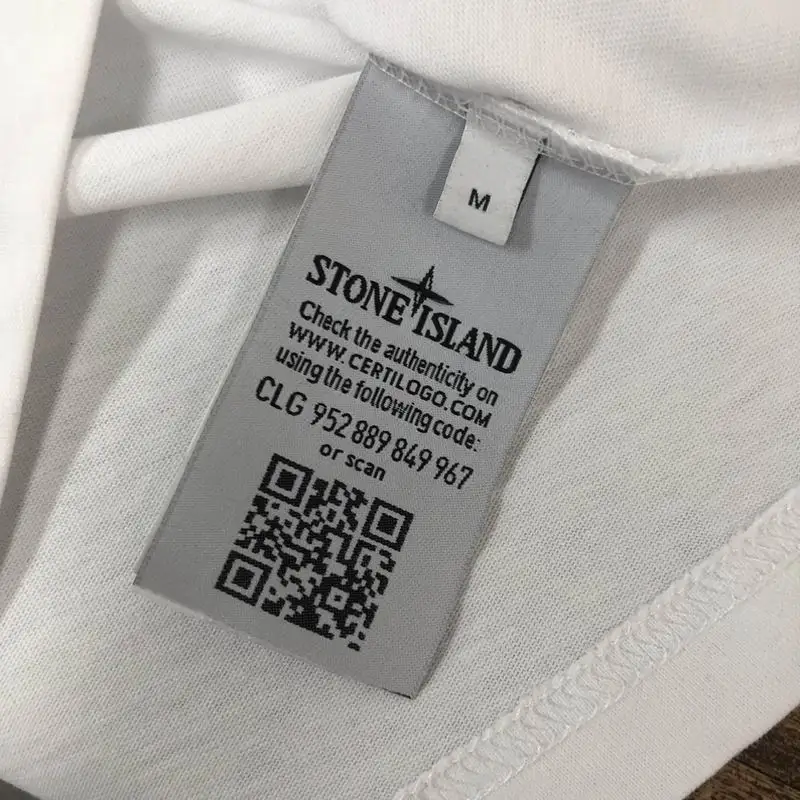 M
STONE ISLAND
Check the authenticity on
WWW.CERTILOGO.COM
using the following code:
CLG 952 889 849 967
or scan